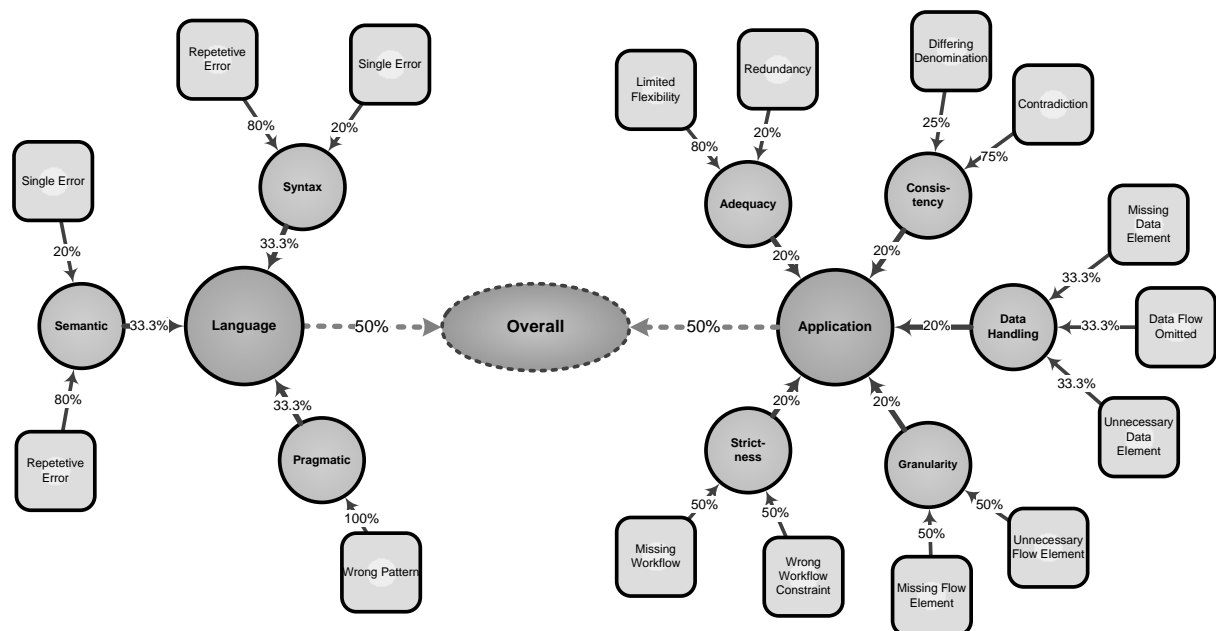 Repetetive
Error
Single Error
80%
20%
Syntax
33.3%
Single Error
20%
Semantic
33.3%
Language
80%
Repetetive
Error
33.3%
Pragmatic
100%
Wrong Pattern
50%
Overall
50%
Limited
Flexibility
Redundancy
80%
20%
Adequacy
20%
Differing
Denomination
Contradiction
25%
75%
Consis-
tency
20%
Application
Missing
Data
Element
33.3%
Data
Handling
20%
33.3%
Data Flow
Omitted
33.3%
Unnecessary
Data
Element
20%
Strict-
ness
50%
50%
Missing
Workflow
Wrong
Workflow
Constraint
20%
Granularity
50%
50%
Missing Flow
Element
Unnecessary
Flow Element